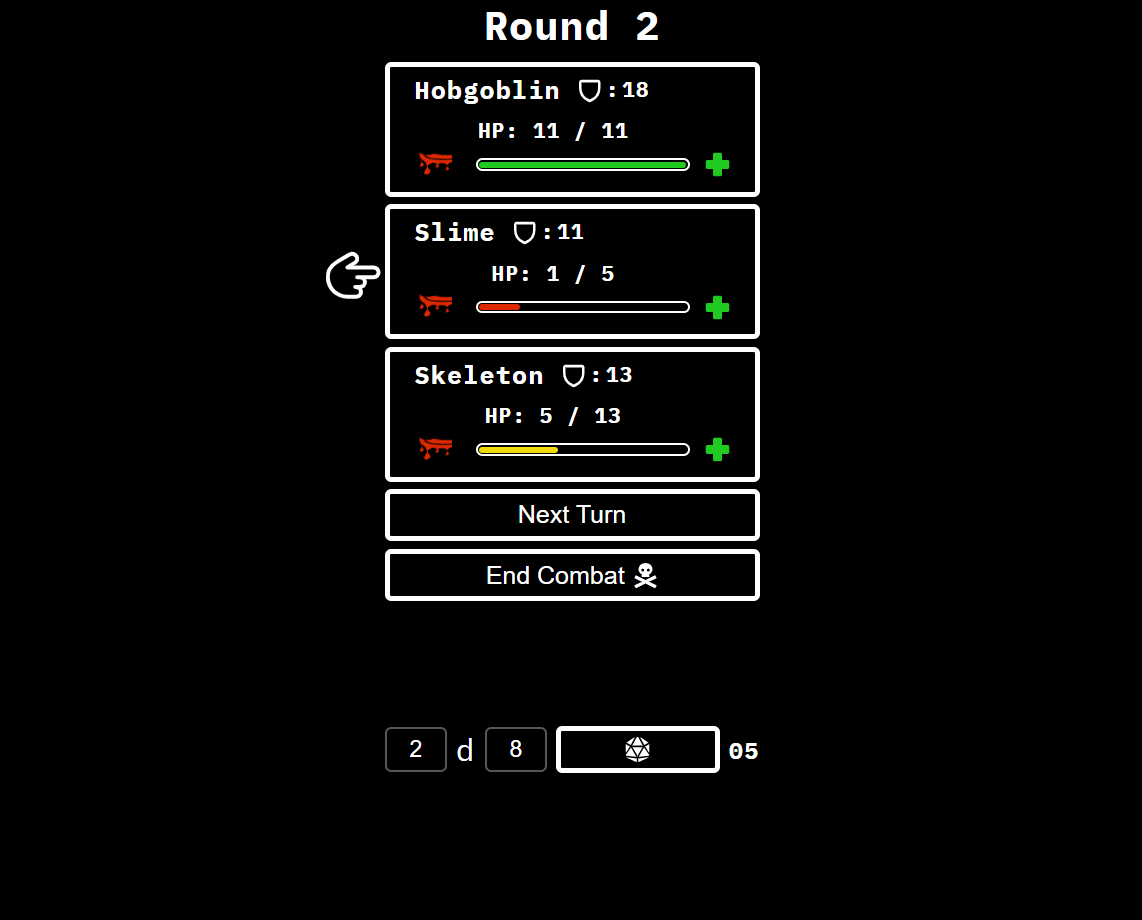 Round 2
Hobgoblin :18
HP: 11 / 11
Slime :11
HP: 1 / 5
Skeleton :13
HP: 5 / 13
Next Turn
End Combat
2 d 8 05